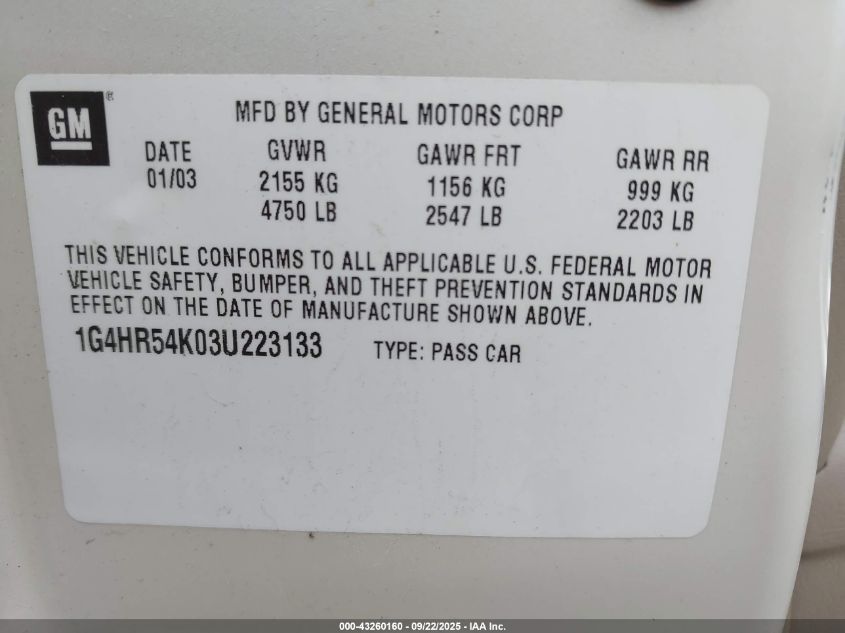 GM®
MFD BY GENERAL MOTORS CORP
DATE GVWR GAWR FRT GAWR RR
01/03 2155 KG 1156 KG 999 KG
4750 LB 2547 LB 2203 LB
THIS VEHICLE CONFORMS TO ALL APPLICABLE U.S. FEDERAL MOTOR
VEHICLE SAFETY, BUMPER, AND THEFT PREVENTION STANDARDS IN
EFFECT ON THE DATE OF MANUFACTURE SHOWN ABOVE.
1G4HR54K03U223133 TYPE: PASS CAR
000-43260160 - 09/22/2025 - IAA Inc.